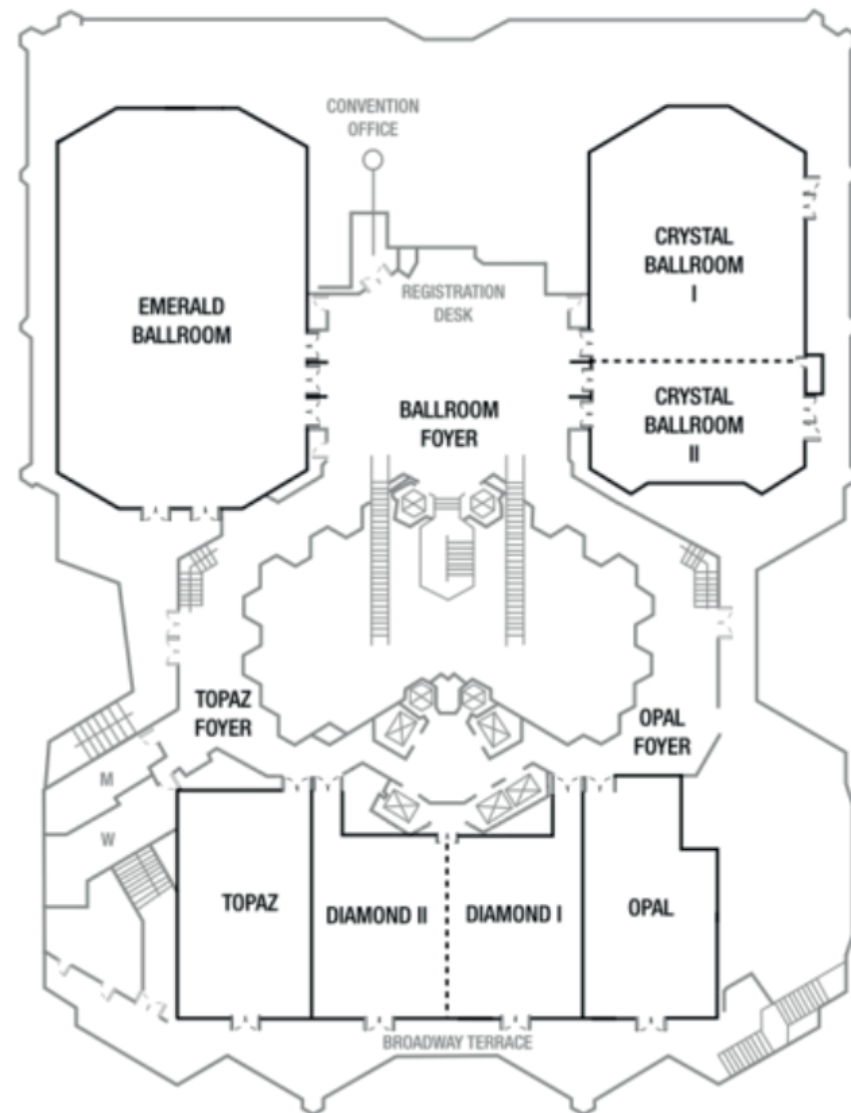 CONVENTION
OFFICE
CRYSTAL
BALLROOM
I
EMERALD
BALLROOM
REGISTRATION
DESK
BALLROOM
FOYER
CRYSTAL
BALLROOM
II
TOPAZ
FOYER
OPAL
FOYER
M
W
TOPAZ
DIAMOND II
DIAMOND I
OPAL
BROADWAY TERRACE